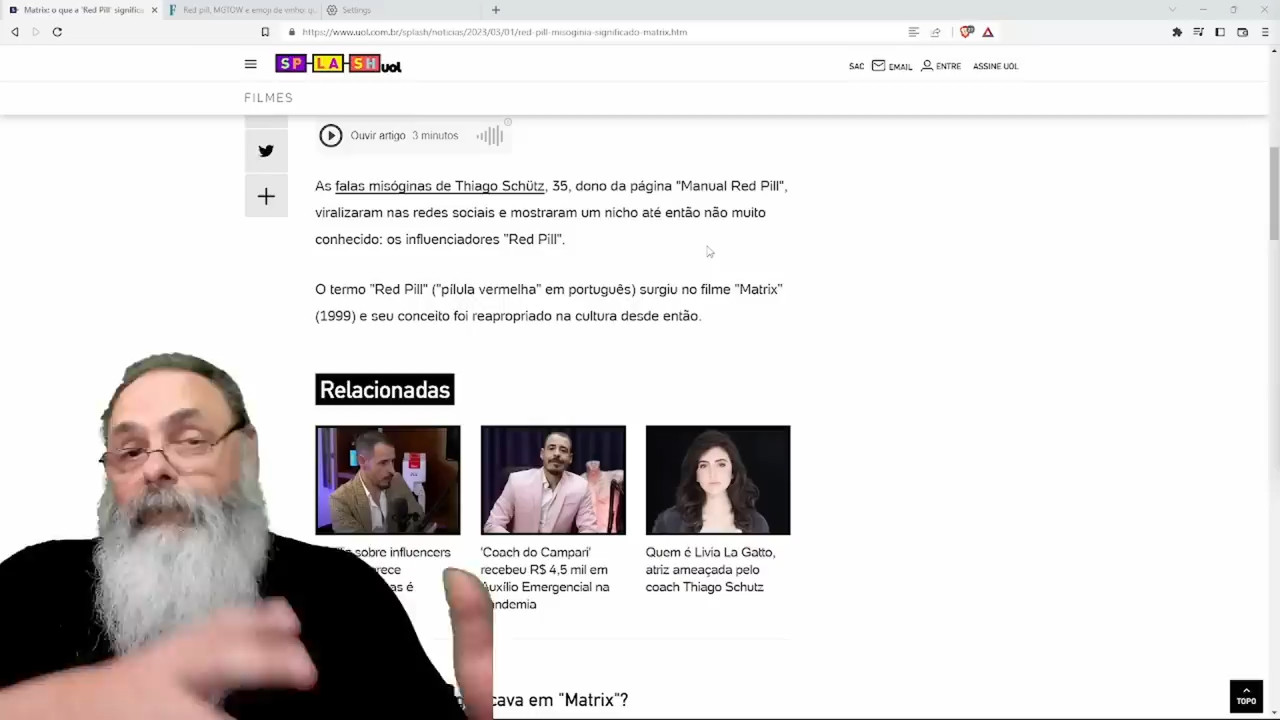 Matrix: o que a 'Red Pill' significa
Red pill, MGTOW e emoji de vinho: q
Settings
https://www.uol.com.br/splash/noticias/2023/03/01/red-pill-misoginia-significado-matrix.htm
SPLASH uol
SAC EMAIL ENTRE ASSINE UOL
FILMES
Ouvir artigo 3 minutos
As falas misóginas de Thiago Schütz, 35, dono da página "Manual Red Pill",
viralizaram nas redes sociais e mostraram um nicho até então não muito
conhecido: os influenciadores "Red Pill".
O termo "Red Pill" ("pílula vermelha" em português) surgiu no filme "Matrix"
(1999) e seu conceito foi reapropriado na cultura desde então.
Relacionadas
sobre influencers
'Coach do Campari'
recebeu R$ 4,5 mil em
Auxílio Emergencial na
ndemia
Quem é Livia La Gatto,
atriz ameaçada pelo
coach Thiago Schutz
cava em "Matrix"?
TOPO